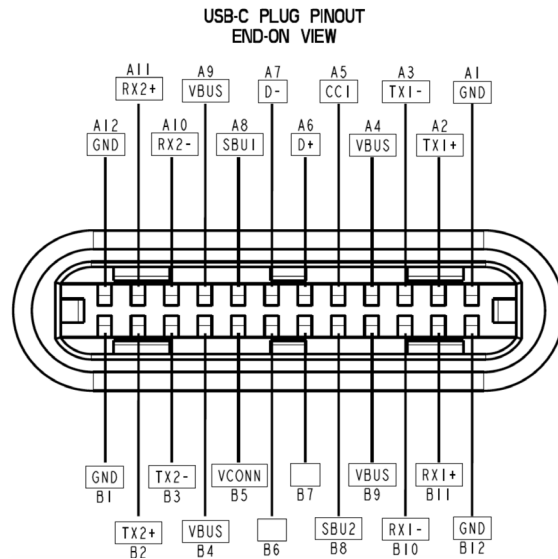 USB-C PLUG PINOUT
END-ON VIEW
A11 A9 A7 A5 A3 A1
RX2+ VBUS D- CC1 TX1- GND
A12 A10 A8 A6 A4 A2
GND RX2- SBU1 D+ VBUS TX1+
GND TX2- VCONN VBUS RX1+
B1 B3 B5 B7 B9 B11
TX2+ VBUS SBU2 RX1- GND
B2 B4 B6 B8 B10 B12